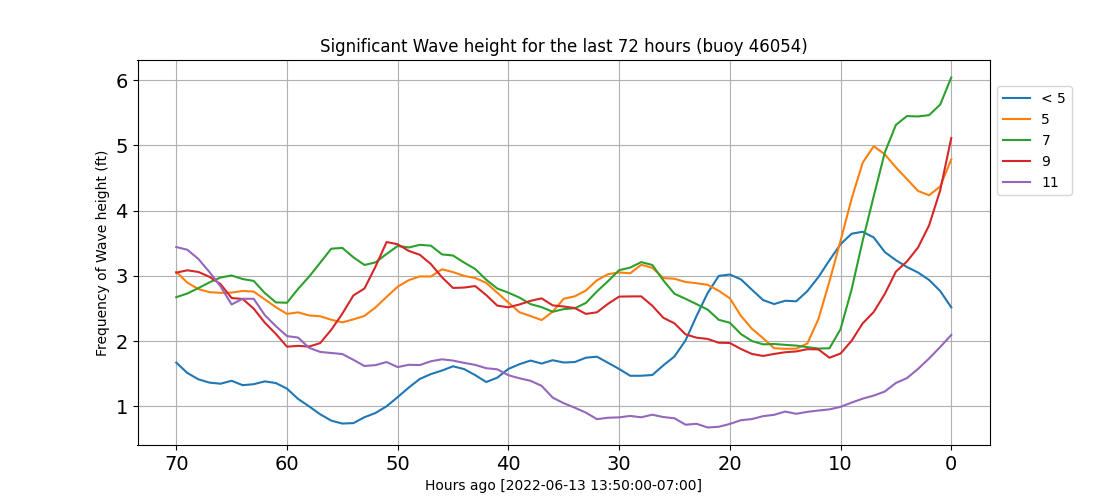 Significant Wave height for the last 72 hours (buoy 46054)
Frequency of Wave height (ft)
6
5
4
3
2
1
70 60 50 40 30 20 10 0
Hours ago [2022-06-13 13:50:00-07:00]
< 5
5
7
9
11